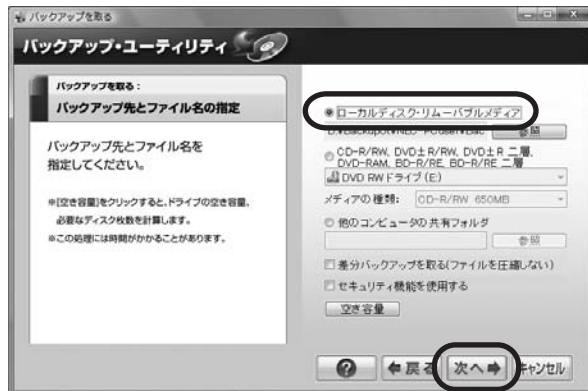 バックアップを取る
バックアップ・ユーティリティ
バックアップを取る:
バックアップ先とファイル名の指定
バックアップ先とファイル名を
指定してください。
※[空き容量]をクリックすると、ドライブの空き容量、
必要なディスク枚数を計算します。
※この処理には時間がかかることがあります。
ローカルディスク・リムーバブルメディア
参照
CD-R/RW, DVD±R/RW, DVD±R 二層,
DVD-RAM, BD-R/RE, BD-R/RE 二層
DVD RWドライブ (E:)
メディアの種類: CD-R/RW 650MB
他のコンピュータの共有フォルダ
参照
差分バックアップを取る(ファイルを圧縮しない)
セキュリティ機能を使用する
空き容量
? 戻る 次へ キャンセル